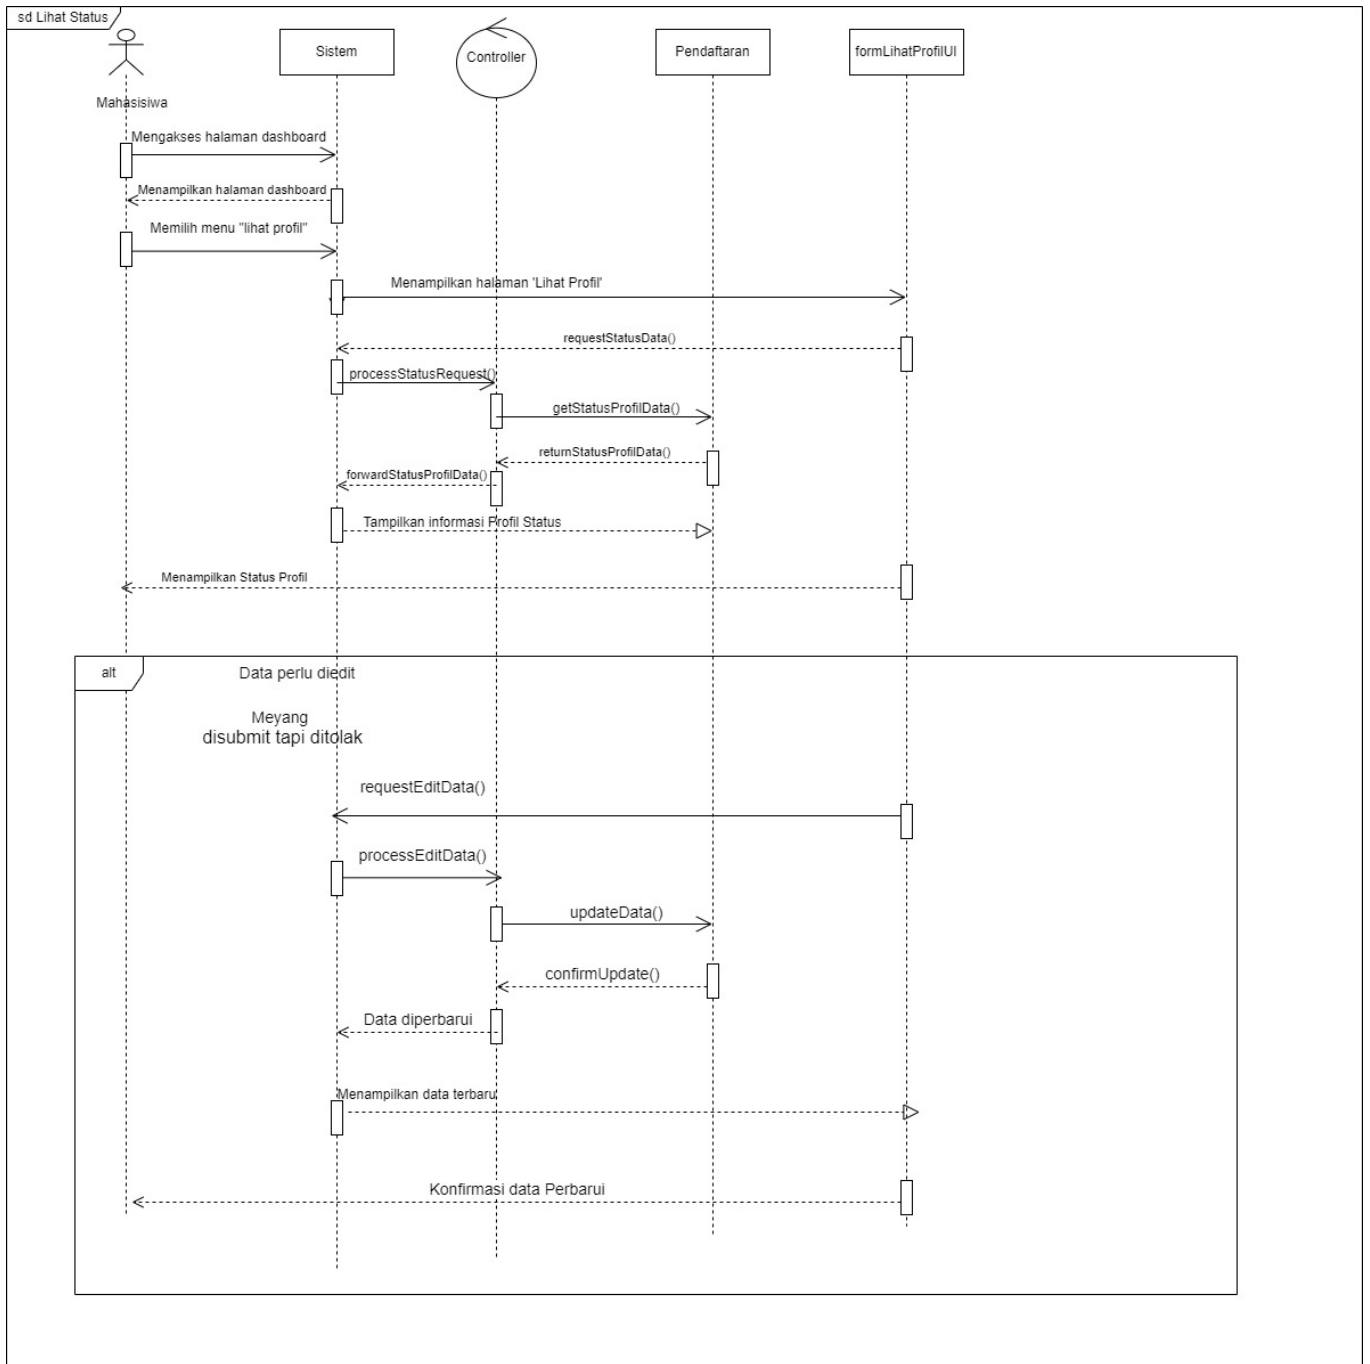 sd Lihat Status
Sistem
Controller
Pendaftaran
formLihatProfilUI
Mahasisiwa
Mengakses halaman dashboard
Menampilkan halaman dashboard
Memilih menu "lihat profil"
Menampilkan halaman 'Lihat Profil'
requestStatusData()
processStatusRequest()
getStatusProfilData()
returnStatusProfilData()
forwardStatusProfilData()
Tampilkan informasi Profil Status
Menampilkan Status Profil
alt
Data perlu diedit
Meyang
disubmit tapi ditolak
requestEditData()
processEditData()
updateData()
confirmUpdate()
Data diperbarui
Menampilkan data terbaru
Konfirmasi data Perbarui